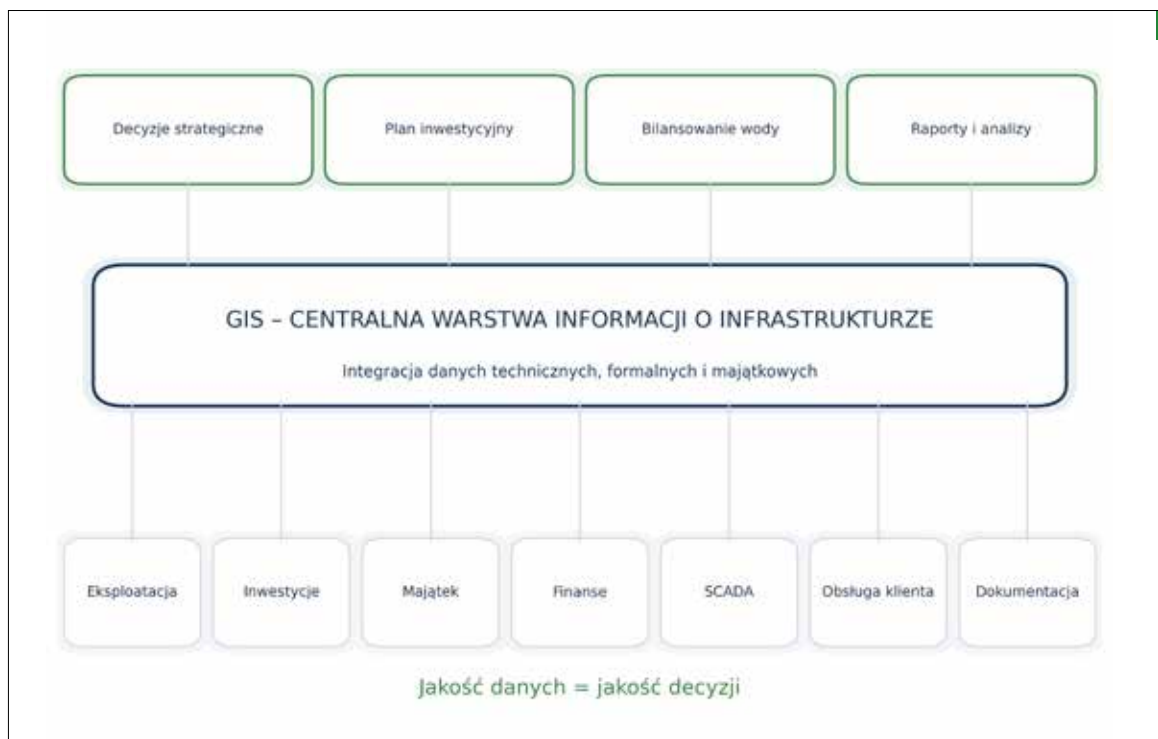 Decyzje strategiczne
Plan inwestycyjny
Bilansowanie wody
Raporty i analizy
GIS – CENTRALNA WARSTWA INFORMACJI O INFRASTRUKTURZE
Integracja danych technicznych, formalnych i majątkowych
Eksploatacja
Inwestycje
Majątek
Finanse
SCADA
Obsługa klienta
Dokumentacja
Jakość danych = jakość decyzji